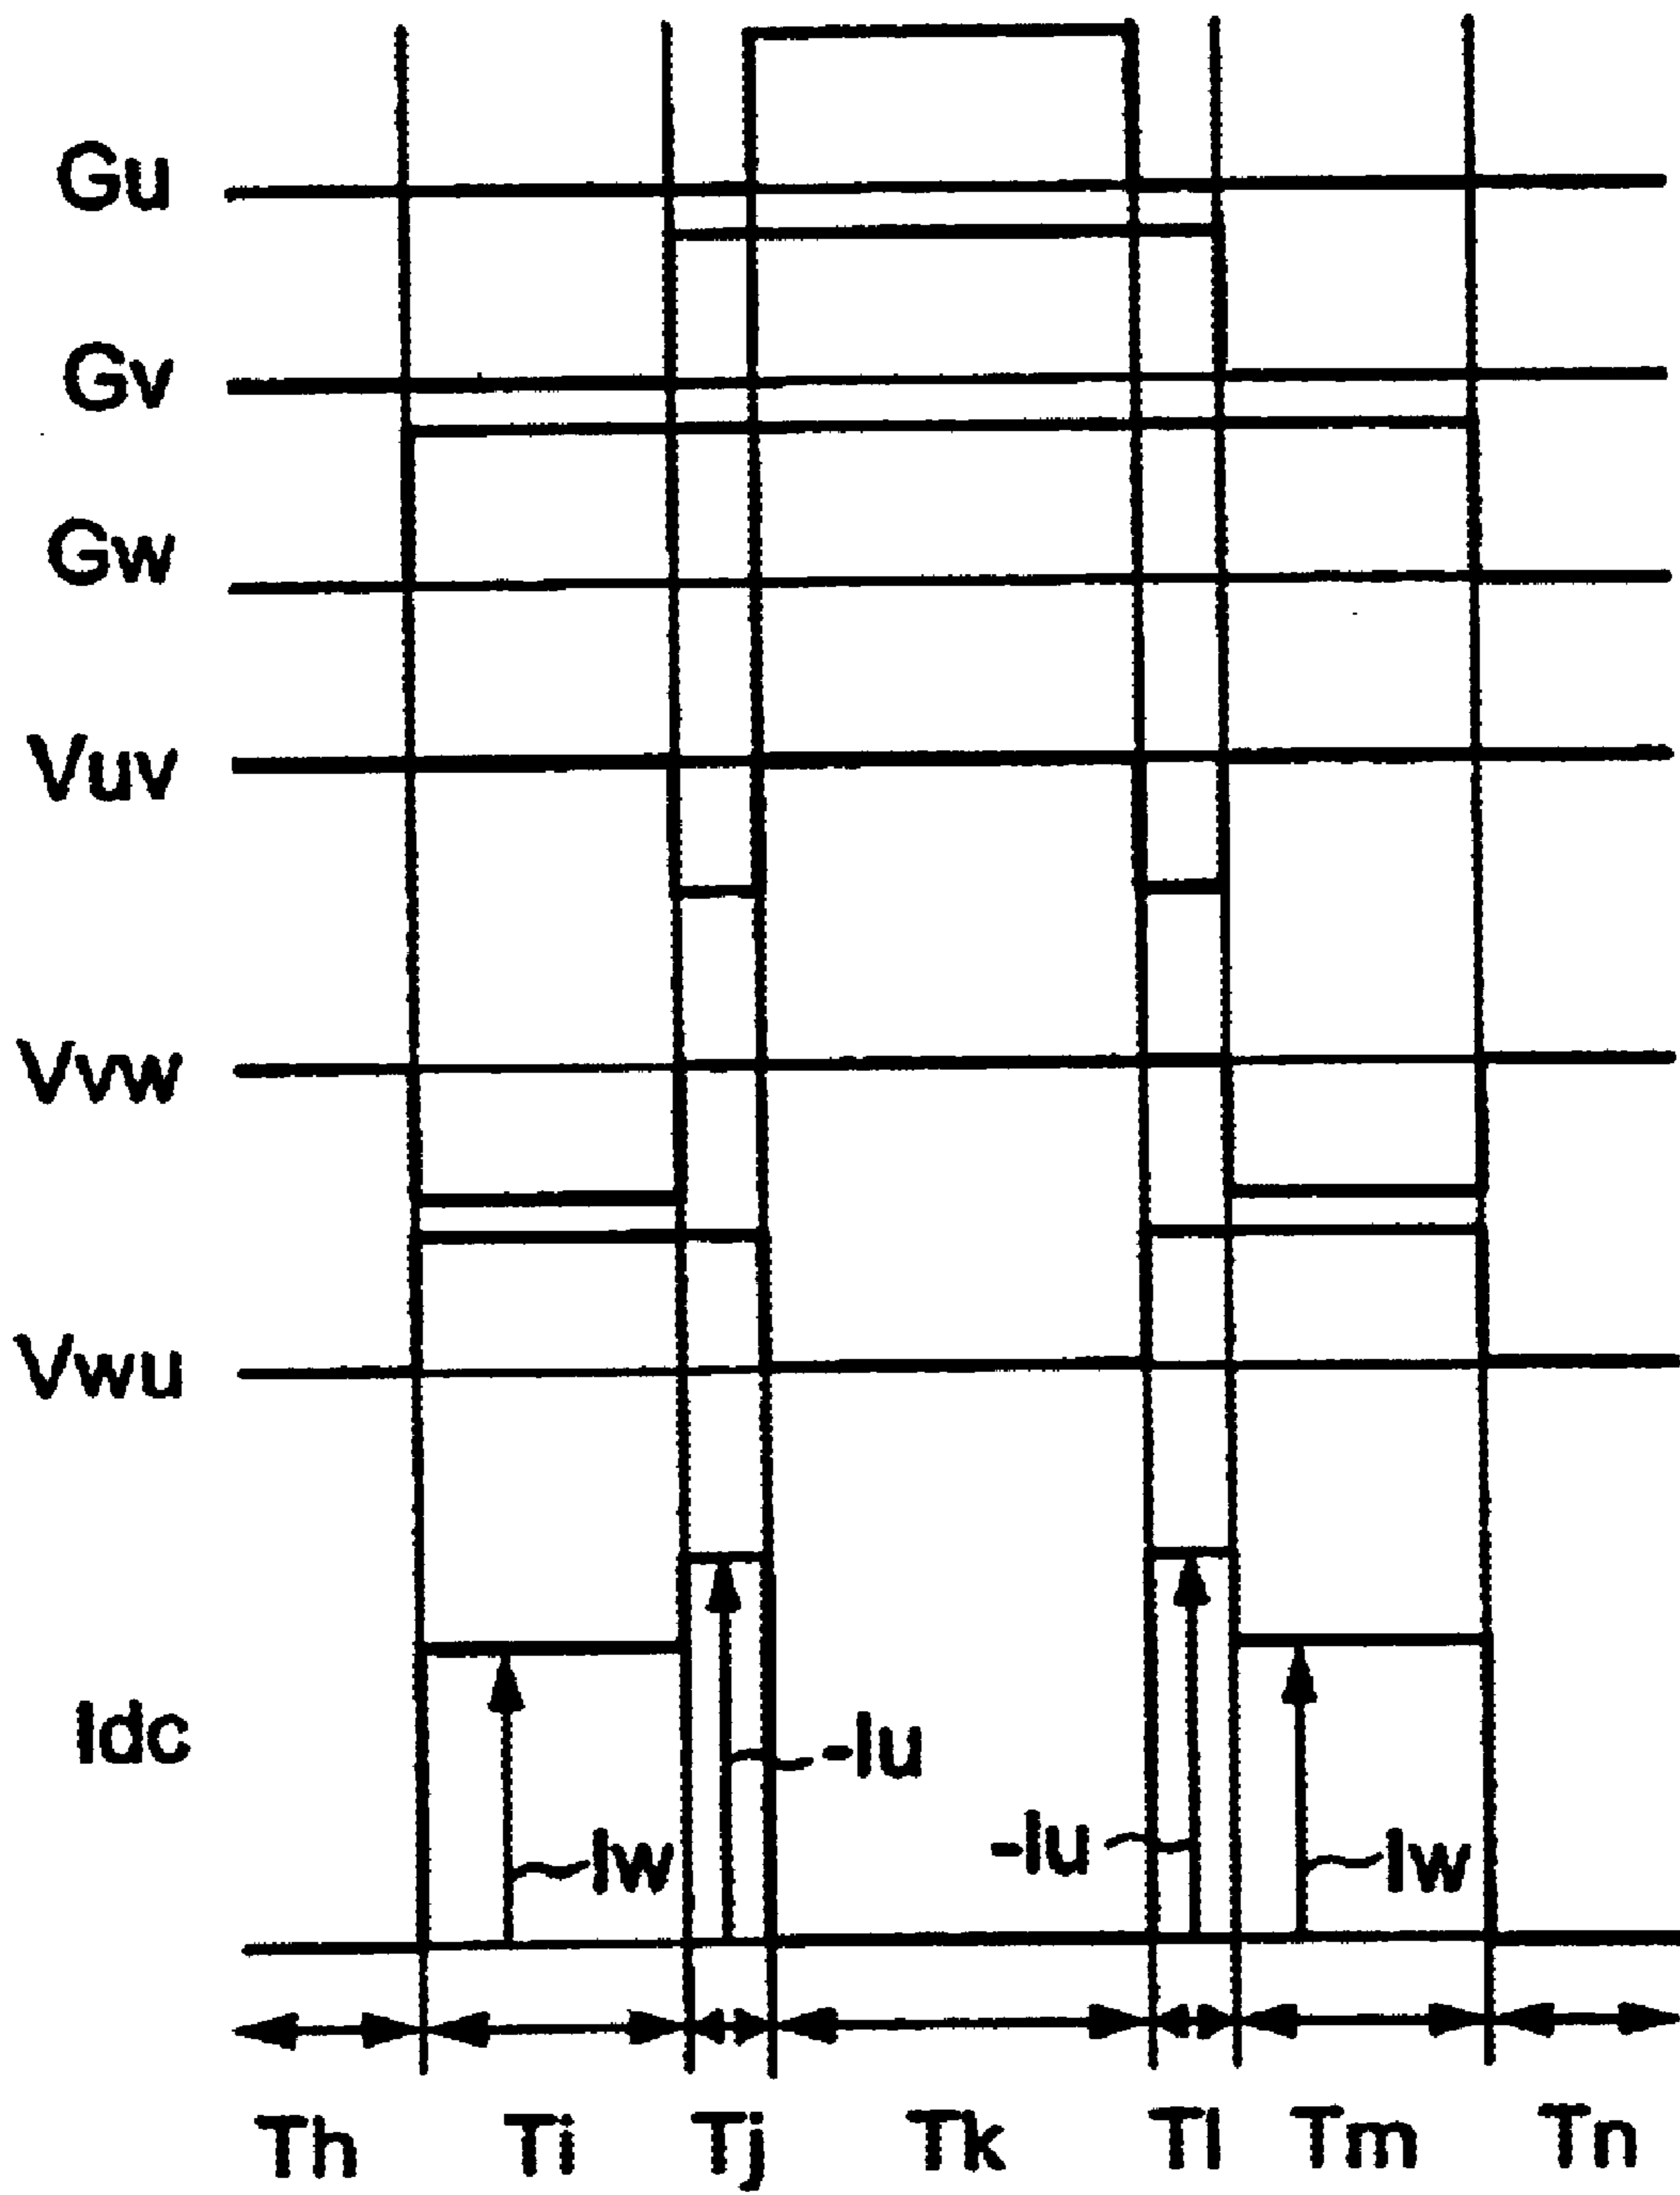 Gu
Gv
Gw
Vuv
Vvw
Vwu
Idc
-Iu
-Iu
Iw
Iw
Th Ti Tj Tk Tl Tm Tn